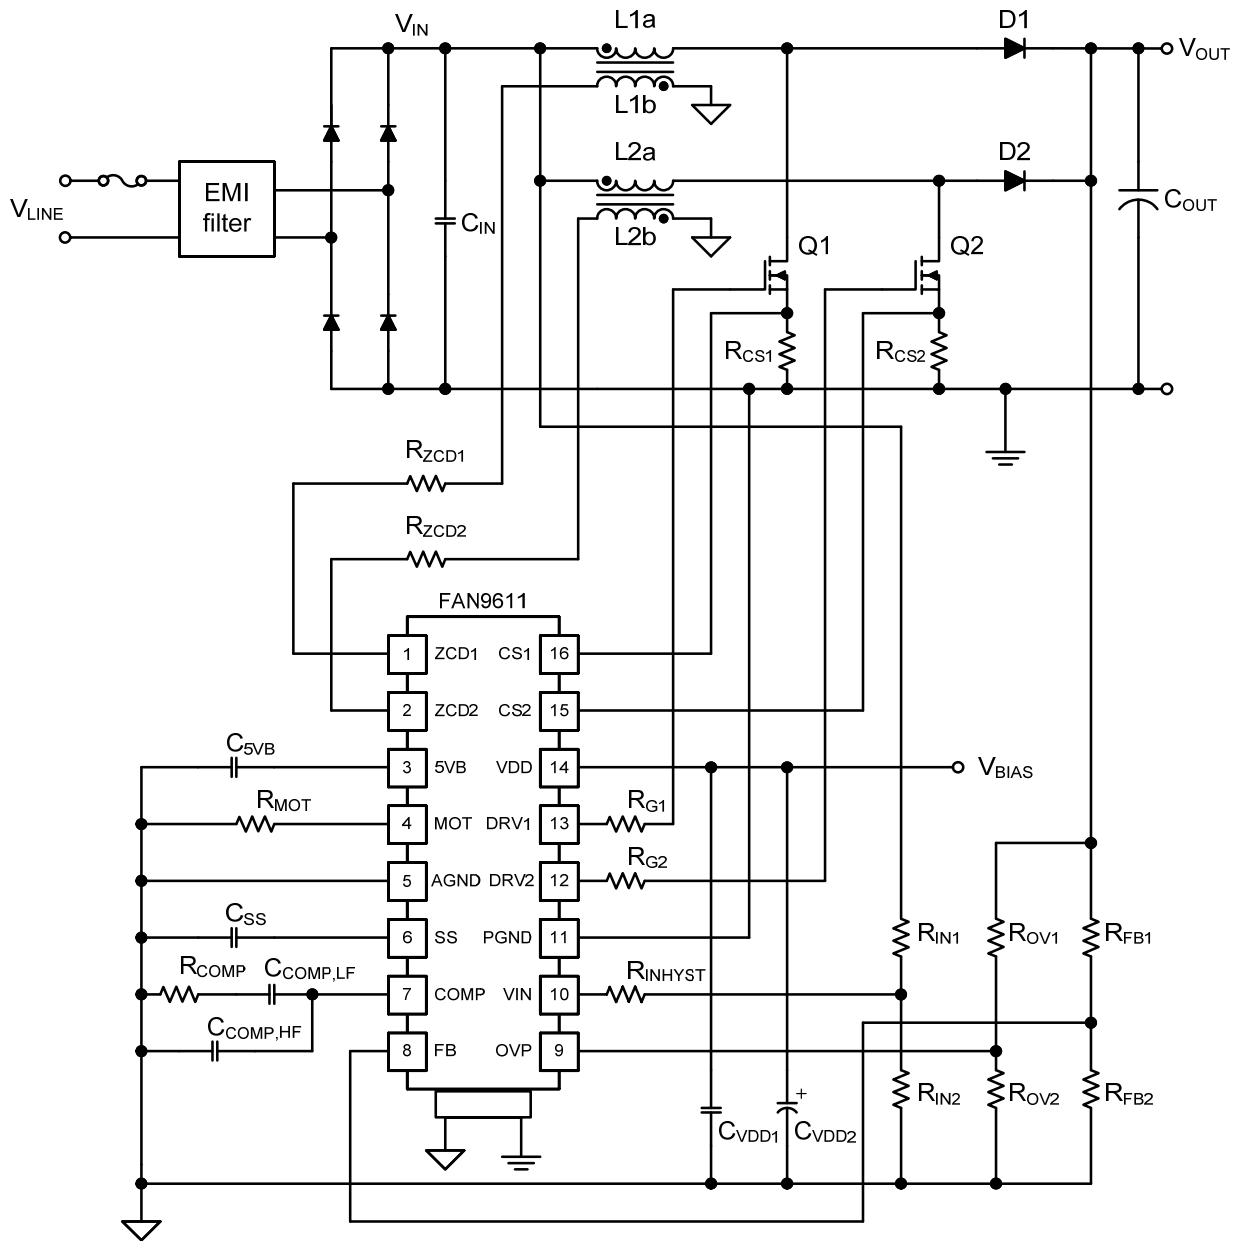 L1a
D1
VIN
VOUT
L1b
L2a
D2
EMI
filter
VLINE
CIN
COUT
L2b
Q1
Q2
RCS1
RCS2
RZCD1
RZCD2
FAN9611
1 ZCD1 CS1 16
2 ZCD2 CS2 15
C5VB
3 5VB VDD 14
VBIAS
RMOT
RG1
4 MOT DRV1 13
RG2
5 AGND DRV2 12
CSS
6 SS PGND 11
RIN1
ROV1
RFB1
RCOMP
CCOMP,LF
RINHYST
7 COMP VIN 10
CCOMP,HF
8 FB OVP 9
RIN2
ROV2
RFB2
+
CVDD1
CVDD2